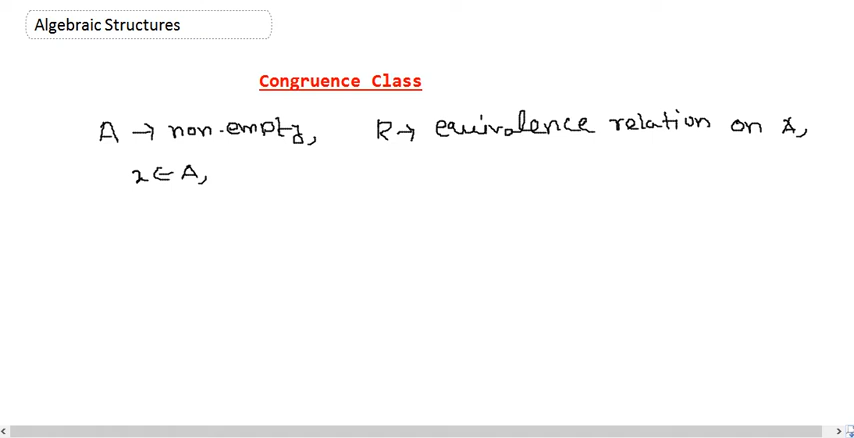 Algebraic Structures
Congruence Class
A → non-empty, R → equivalence relation on A,
x ∈ A,